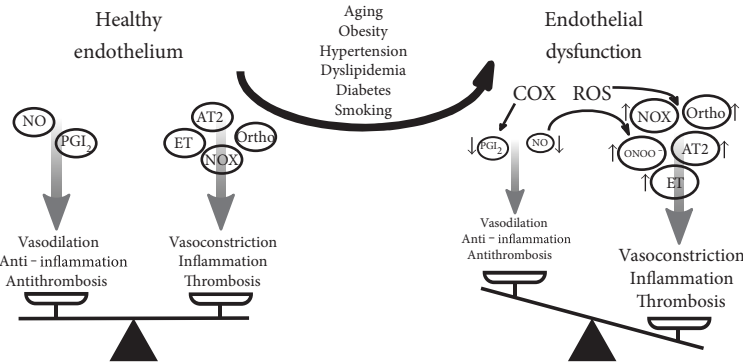 Healthy
endothelium
Aging
Obesity
Hypertension
Dyslipidemia
Diabetes
Smoking
Endothelial
dysfunction
NO
PGI2
AT2
ET
Ortho
NOX
Vasodilation
Anti – inflammation
Antithrombosis
Vasoconstriction
Inflammation
Thrombosis
COX
ROS
↓ PGI2
NO ↓
↑ NOX
Ortho ↑
↑ ONOO⁻
AT2 ↑
↑ ET
Vasodilation
Anti – inflammation
Antithrombosis
Vasoconstriction
Inflammation
Thrombosis